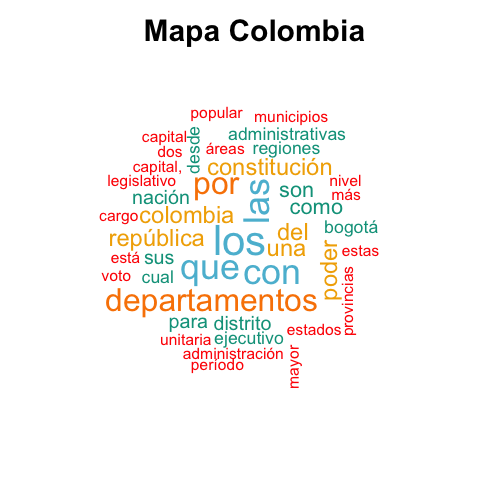 Mapa Colombia
popular
municipios
capital
desde
administrativas
dos
áreas
regiones
capital,
constitución
legislativo
por
las
son
nivel
nación
más
cargo
colombia
como
república
los
del
bogotá
una
está
sus
que
con
poder
estas
voto
cual
provincias
departamentos
para
distrito
estados
unitaria
ejecutivo
administración
mayor
período